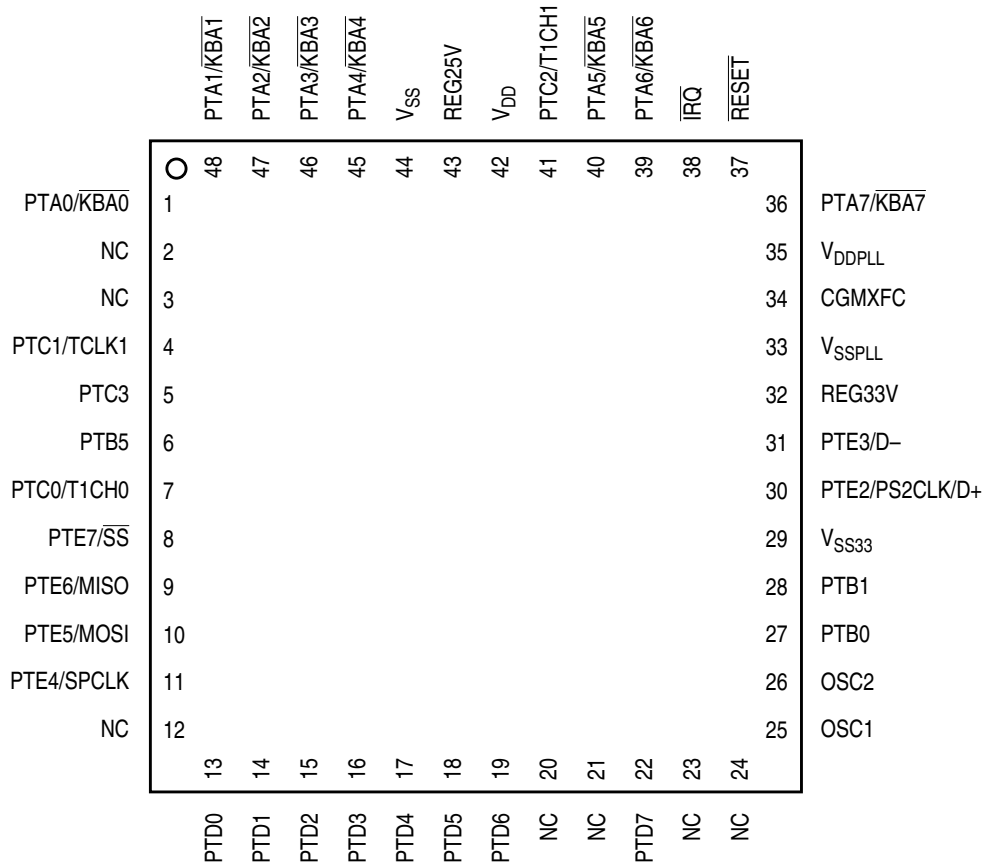 PTA1/KBA1
PTA2/KBA2
PTA3/KBA3
PTA4/KBA4
VSS
REG25V
VDD
PTC2/T1CH1
PTA5/KBA5
PTA6/KBA6
IRQ
RESET
48 47 46 45 44 43 42 41 40 39 38 37
PTA0/KBA0 1
NC 2
NC 3
PTC1/TCLK1 4
PTC3 5
PTB5 6
PTC0/T1CH0 7
PTE7/SS 8
PTE6/MISO 9
PTE5/MOSI 10
PTE4/SPCLK 11
NC 12
36 PTA7/KBA7
35 VDDPLL
34 CGMXFC
33 VSSPLL
32 REG33V
31 PTE3/D–
30 PTE2/PS2CLK/D+
29 VSS33
28 PTB1
27 PTB0
26 OSC2
25 OSC1
13 14 15 16 17 18 19 20 21 22 23 24
PTD0
PTD1
PTD2
PTD3
PTD4
PTD5
PTD6
NC
NC
PTD7
NC
NC